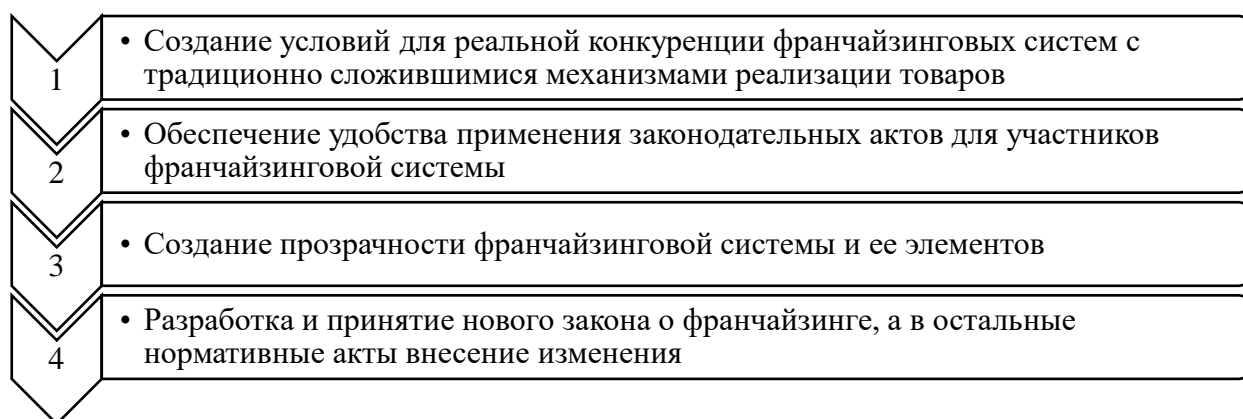 1
• Создание условий для реальной конкуренции франчайзинговых систем с
традиционно сложившимися механизмами реализации товаров
2
• Обеспечение удобства применения законодательных актов для участников
франчайзинговой системы
3
• Создание прозрачности франчайзинговой системы и ее элементов
4
• Разработка и принятие нового закона о франчайзинге, а в остальные
нормативные акты внесение изменения